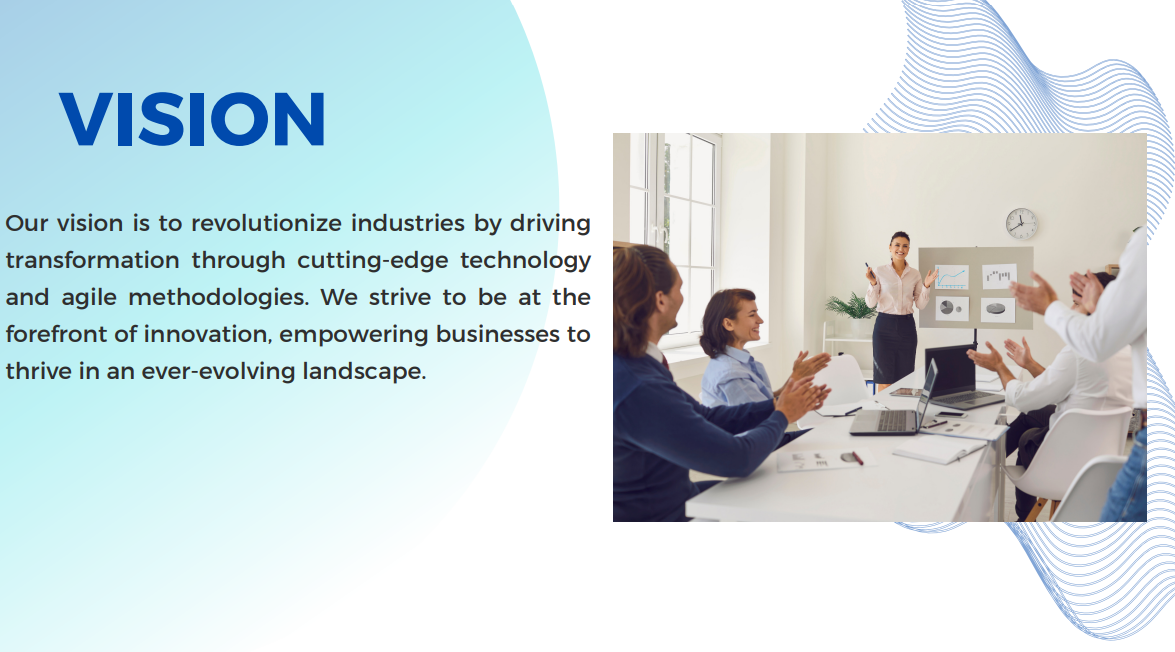 VISION
Our vision is to revolutionize industries by driving
transformation through cutting-edge technology
and agile methodologies. We strive to be at the
forefront of innovation, empowering businesses to
thrive in an ever-evolving landscape.